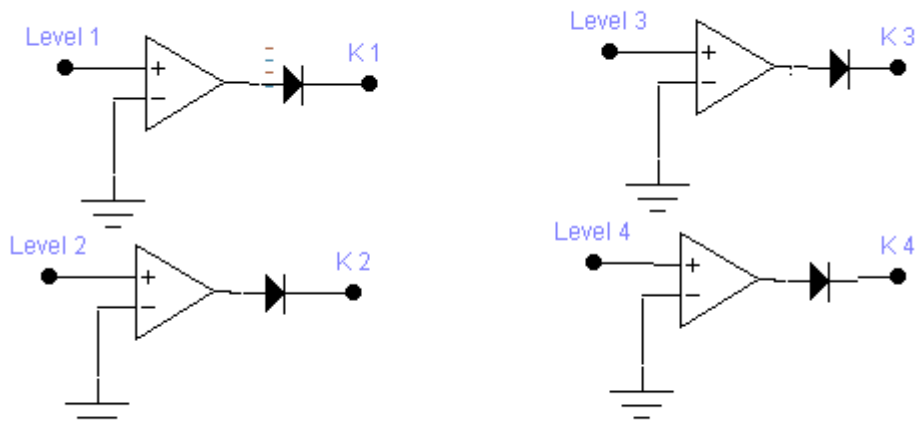 Level 1
K 1
Level 3
K 3
+
−
+
−
Level 2
K 2
Level 4
K 4
+
−
+
−